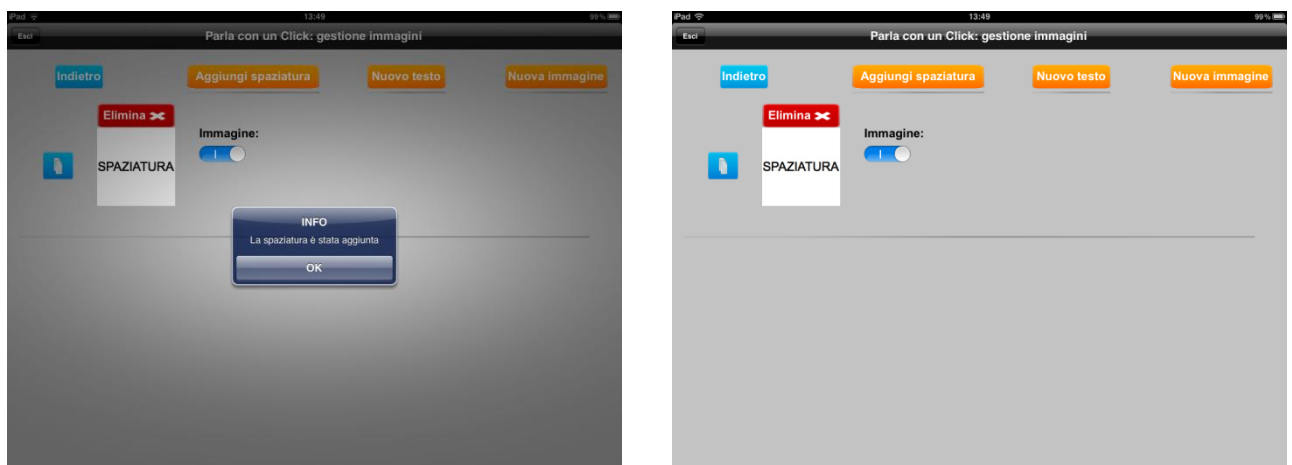 iPad 13:49 99%
Esci Parla con un Click: gestione immagini
Indietro Aggiungi spaziatura Nuovo testo Nuova immagine
Elimina
Immagine:
SPAZIATURA
INFO
La spaziatura è stata aggiunta
OK
iPad 13:49 99%
Esci Parla con un Click: gestione immagini
Indietro Aggiungi spaziatura Nuovo testo Nuova immagine
Elimina
Immagine:
SPAZIATURA